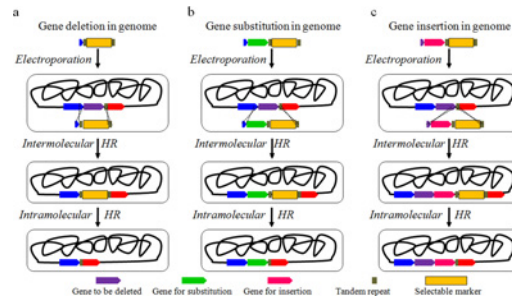 a
Gene deletion in genome
Electroporation
Intermolecular HR
Intramolecular HR
b
Gene substitution in genome
Electroporation
Intermolecular HR
Intramolecular HR
c
Gene insertion in genome
Electroporation
Intermolecular HR
Intramolecular HR
Gene to be deleted
Gene for substitution
Gene for insertion
Tandem repeat
Selectable marker